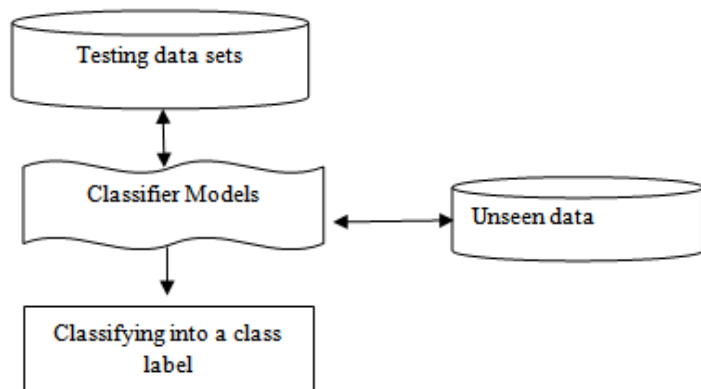 Testing data sets
Classifier Models
Unseen data
Classifying into a class
label